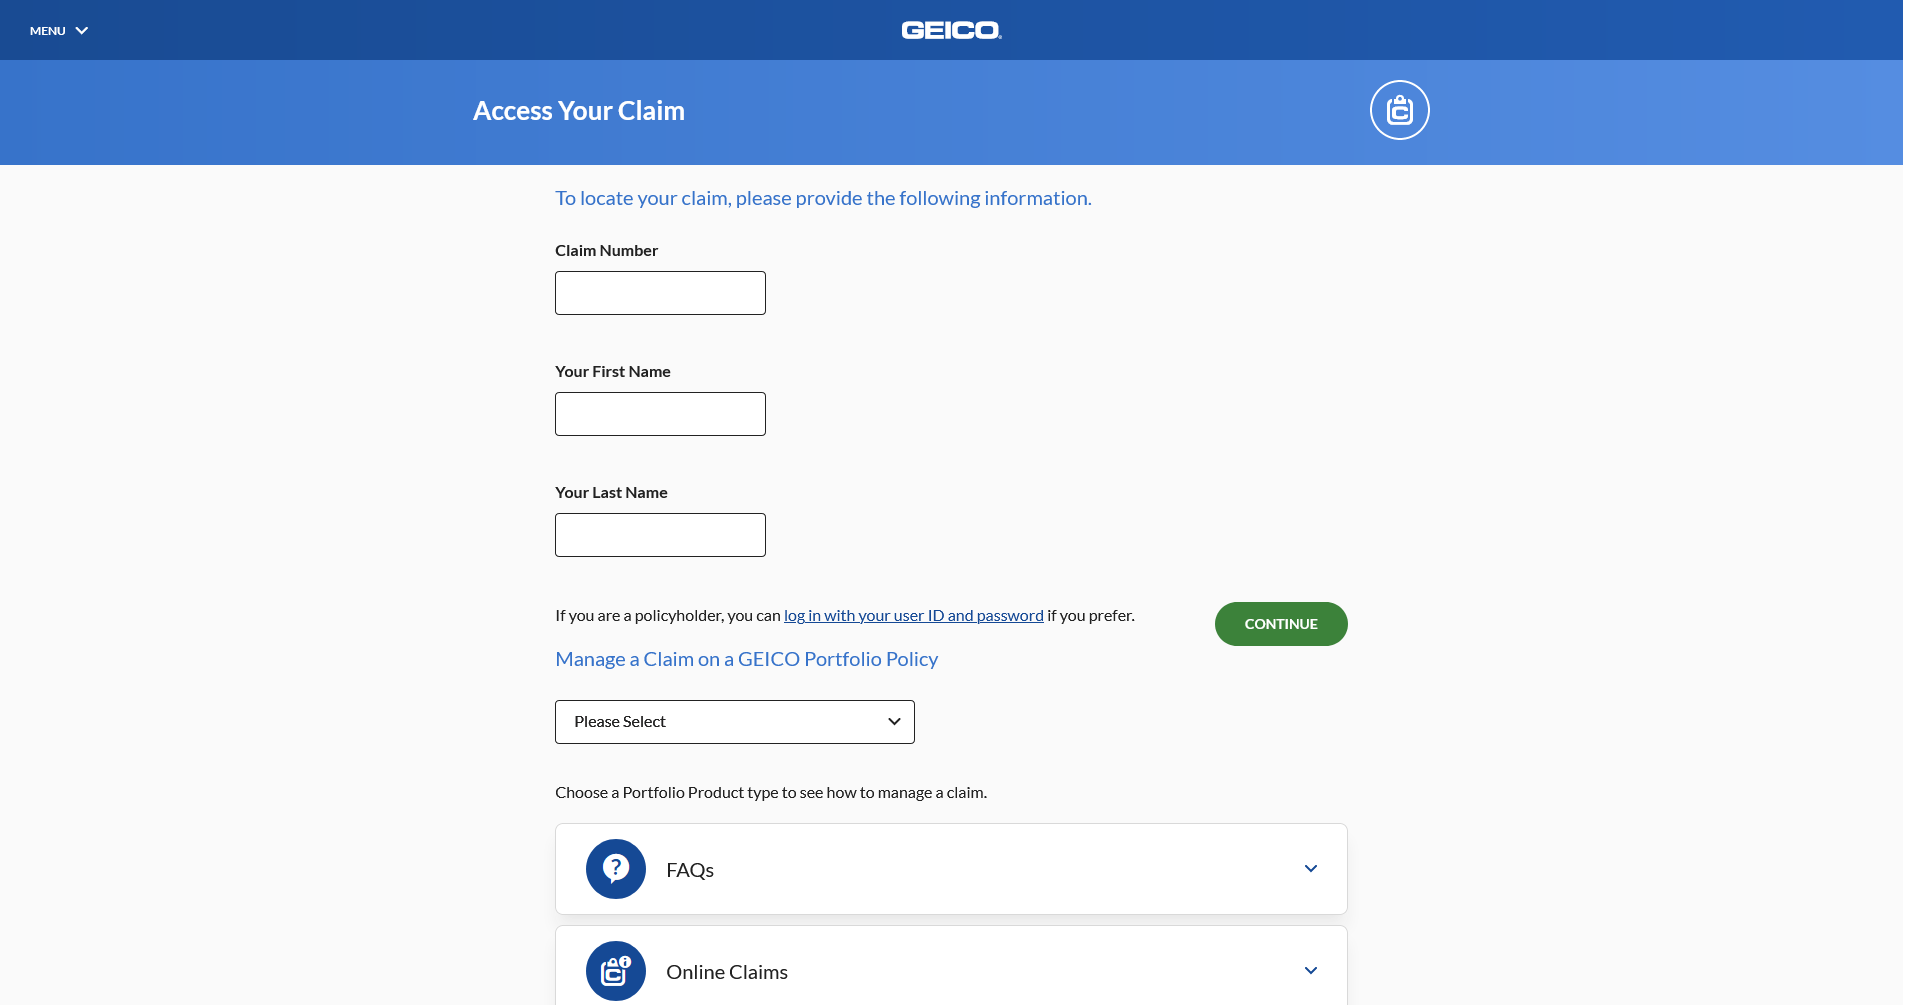 MENU
GEICO
Access Your Claim
To locate your claim, please provide the following information.
Claim Number
Your First Name
Your Last Name
If you are a policyholder, you can log in with your user ID and password if you prefer.
CONTINUE
Manage a Claim on a GEICO Portfolio Policy
Please Select
Choose a Portfolio Product type to see how to manage a claim.
FAQs
Online Claims